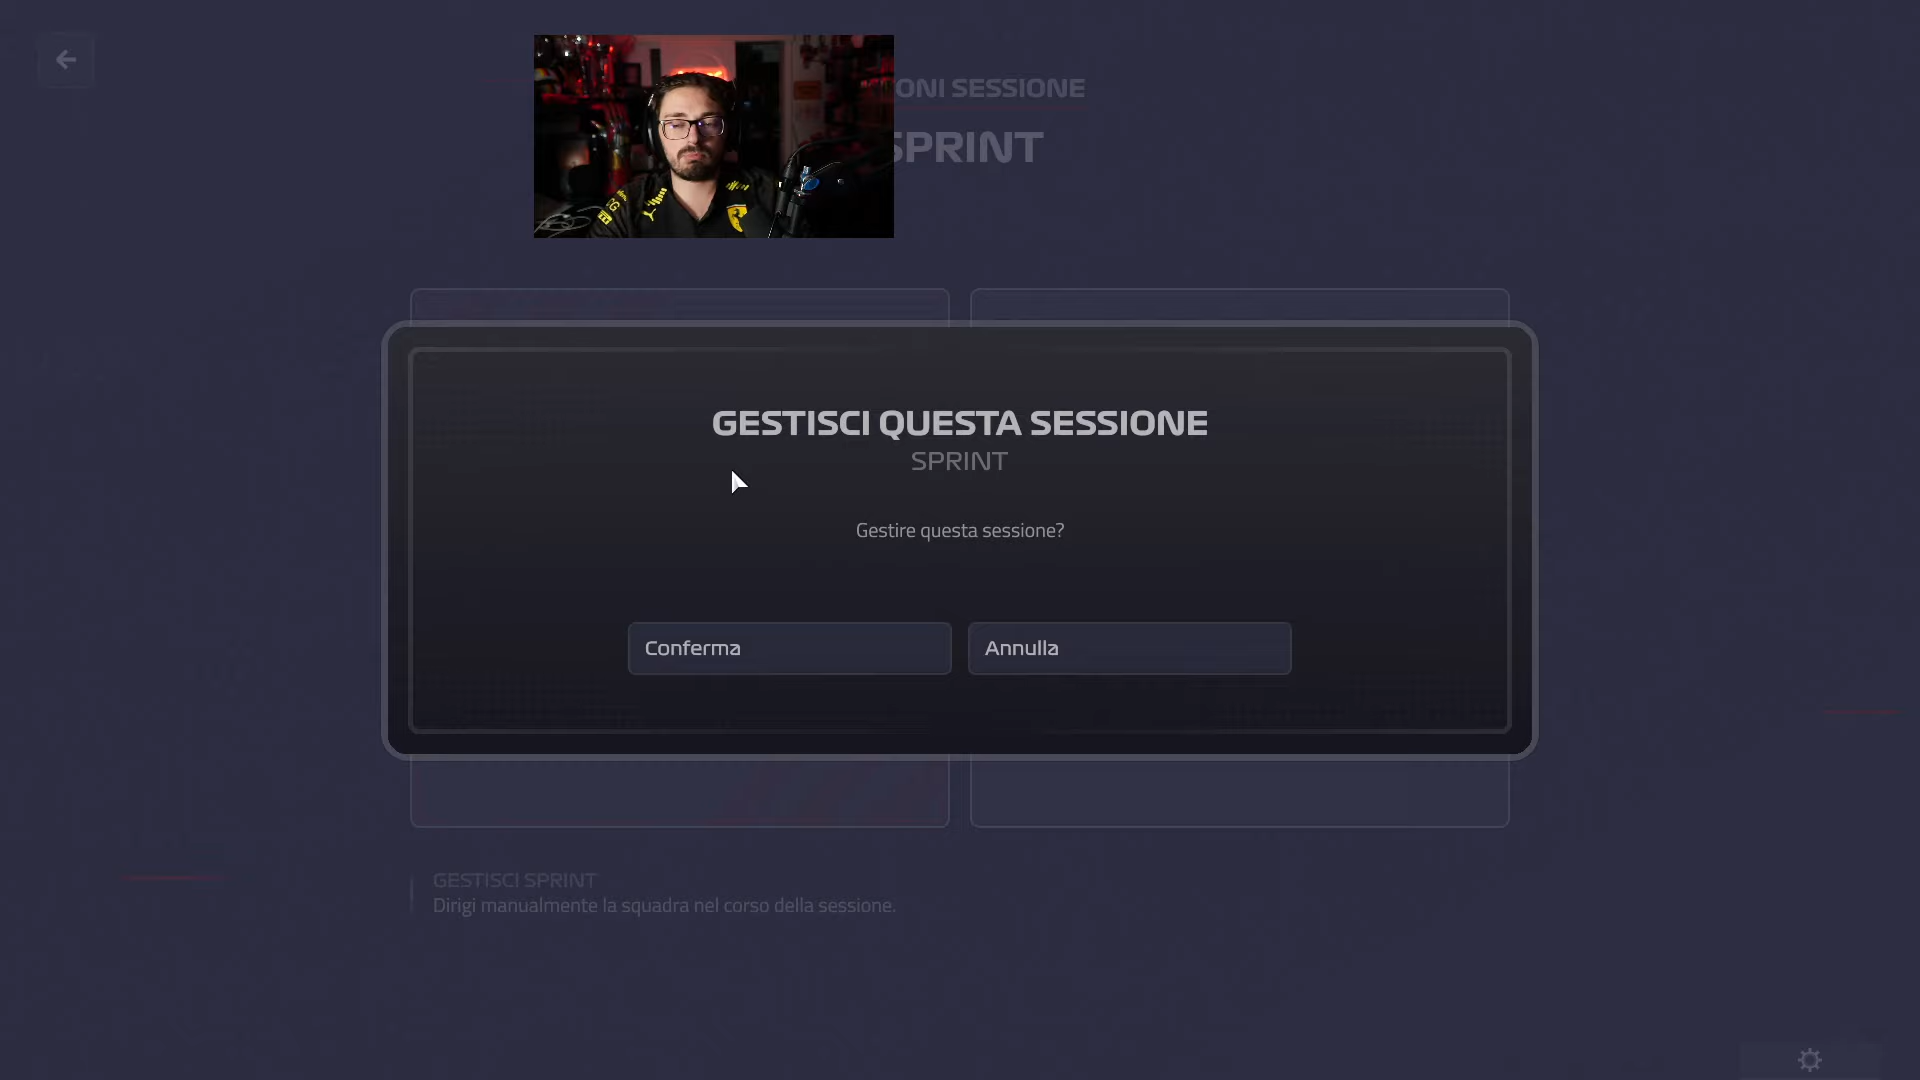 ONI SESSIONE
SPRINT
GESTISCI QUESTA SESSIONE
SPRINT
Gestire questa sessione?
Conferma
Annulla
GESTISCI SPRINT
Dirigi manualmente la squadra nel corso della sessione.